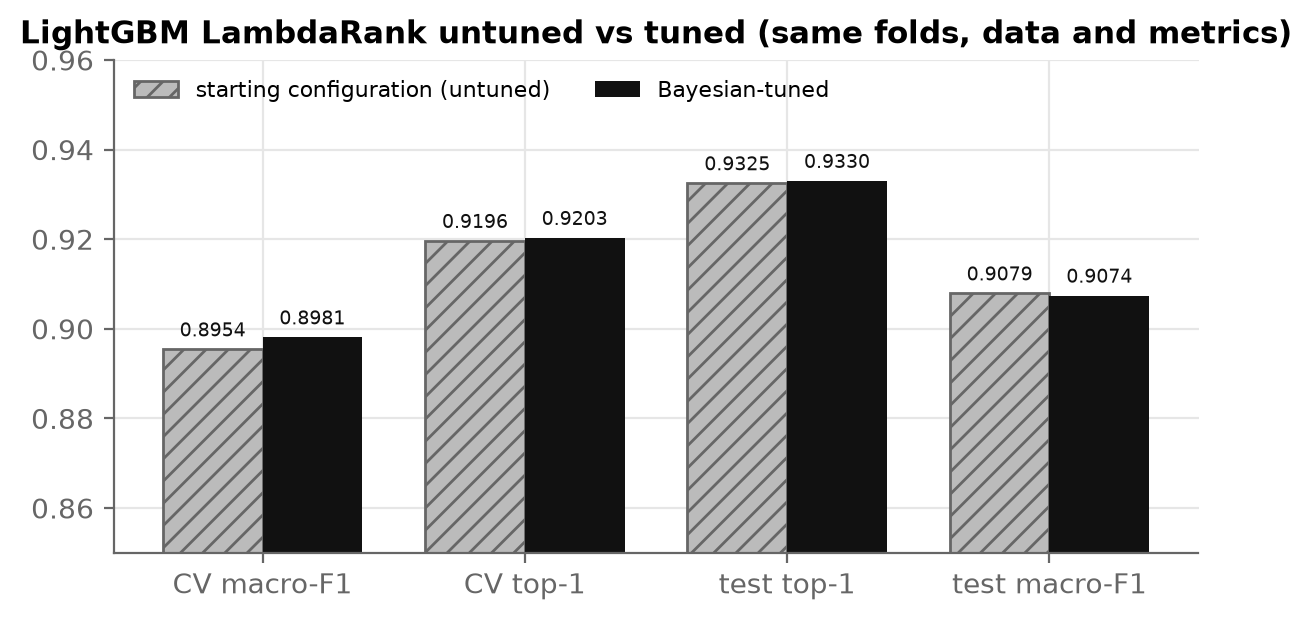 LightGBM LambdaRank untuned vs tuned (same folds, data and metrics)
starting configuration (untuned)
Bayesian-tuned
0.96
0.94
0.92
0.90
0.88
0.86
0.8954
0.8981
0.9196
0.9203
0.9325
0.9330
0.9079
0.9074
CV macro-F1
CV top-1
test top-1
test macro-F1